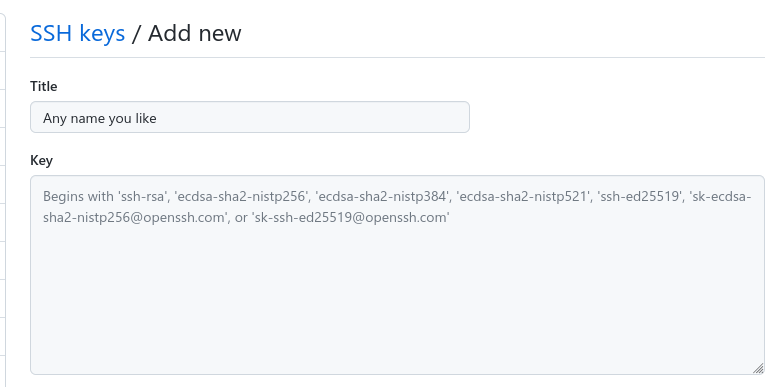 SSH keys / Add new
Title
Any name you like
Key
Begins with 'ssh-rsa', 'ecdsa-sha2-nistp256', 'ecdsa-sha2-nistp384', 'ecdsa-sha2-nistp521', 'ssh-ed25519', 'sk-ecdsa-
sha2-nistp256@openssh.com', or 'sk-ssh-ed25519@openssh.com'